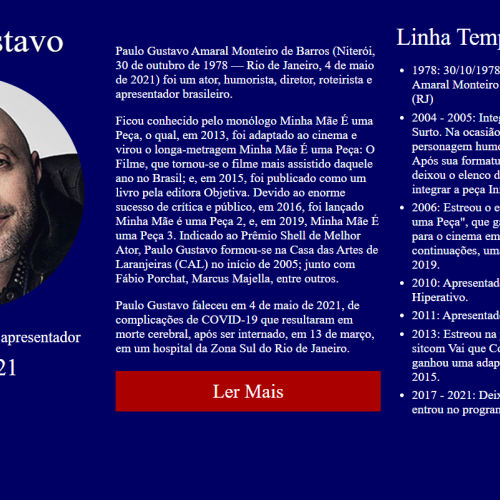 stavo
apresentador
21
Paulo Gustavo Amaral Monteiro de Barros (Niterói,
30 de outubro de 1978 — Rio de Janeiro, 4 de maio
de 2021) foi um ator, humorista, diretor, roteirista e
apresentador brasileiro.
Ficou conhecido pelo monólogo Minha Mãe É uma
Peça, o qual, em 2013, foi adaptado ao cinema e
virou o longa-metragem Minha Mãe É uma Peça: O
Filme, que tornou-se o filme mais assistido daquele
ano no Brasil; e, em 2015, foi publicado como um
livro pela editora Objetiva. Devido ao enorme
sucesso de crítica e público, em 2016, foi lançado
Minha Mãe é uma Peça 2, e, em 2019, Minha Mãe É
uma Peça 3. Indicado ao Prêmio Shell de Melhor
Ator, Paulo Gustavo formou-se na Casa das Artes de
Laranjeiras (CAL) no início de 2005; junto com
Fábio Porchat, Marcus Majella, entre outros.
Paulo Gustavo faleceu em 4 de maio de 2021, de
complicações de COVID-19 que resultaram em
morte cerebral, após ser internado, em 13 de março,
em um hospital da Zona Sul do Rio de Janeiro.
Ler Mais
Linha Temp
• 1978: 30/10/1978
Amaral Monteiro
(RJ)
• 2004 - 2005: Integ
Surto. Na ocasião
personagem humo
Após sua formatu
deixou o elenco d
integrar a peça In
• 2006: Estreou o e
uma Peça", que ga
para o cinema em
continuações, uma
2019.
• 2010: Apresentad
Hiperativo.
• 2011: Apresentad
• 2013: Estreou na
sitcom Vai que Co
ganhou uma adap
2015.
• 2017 - 2021: Deix
entrou no program